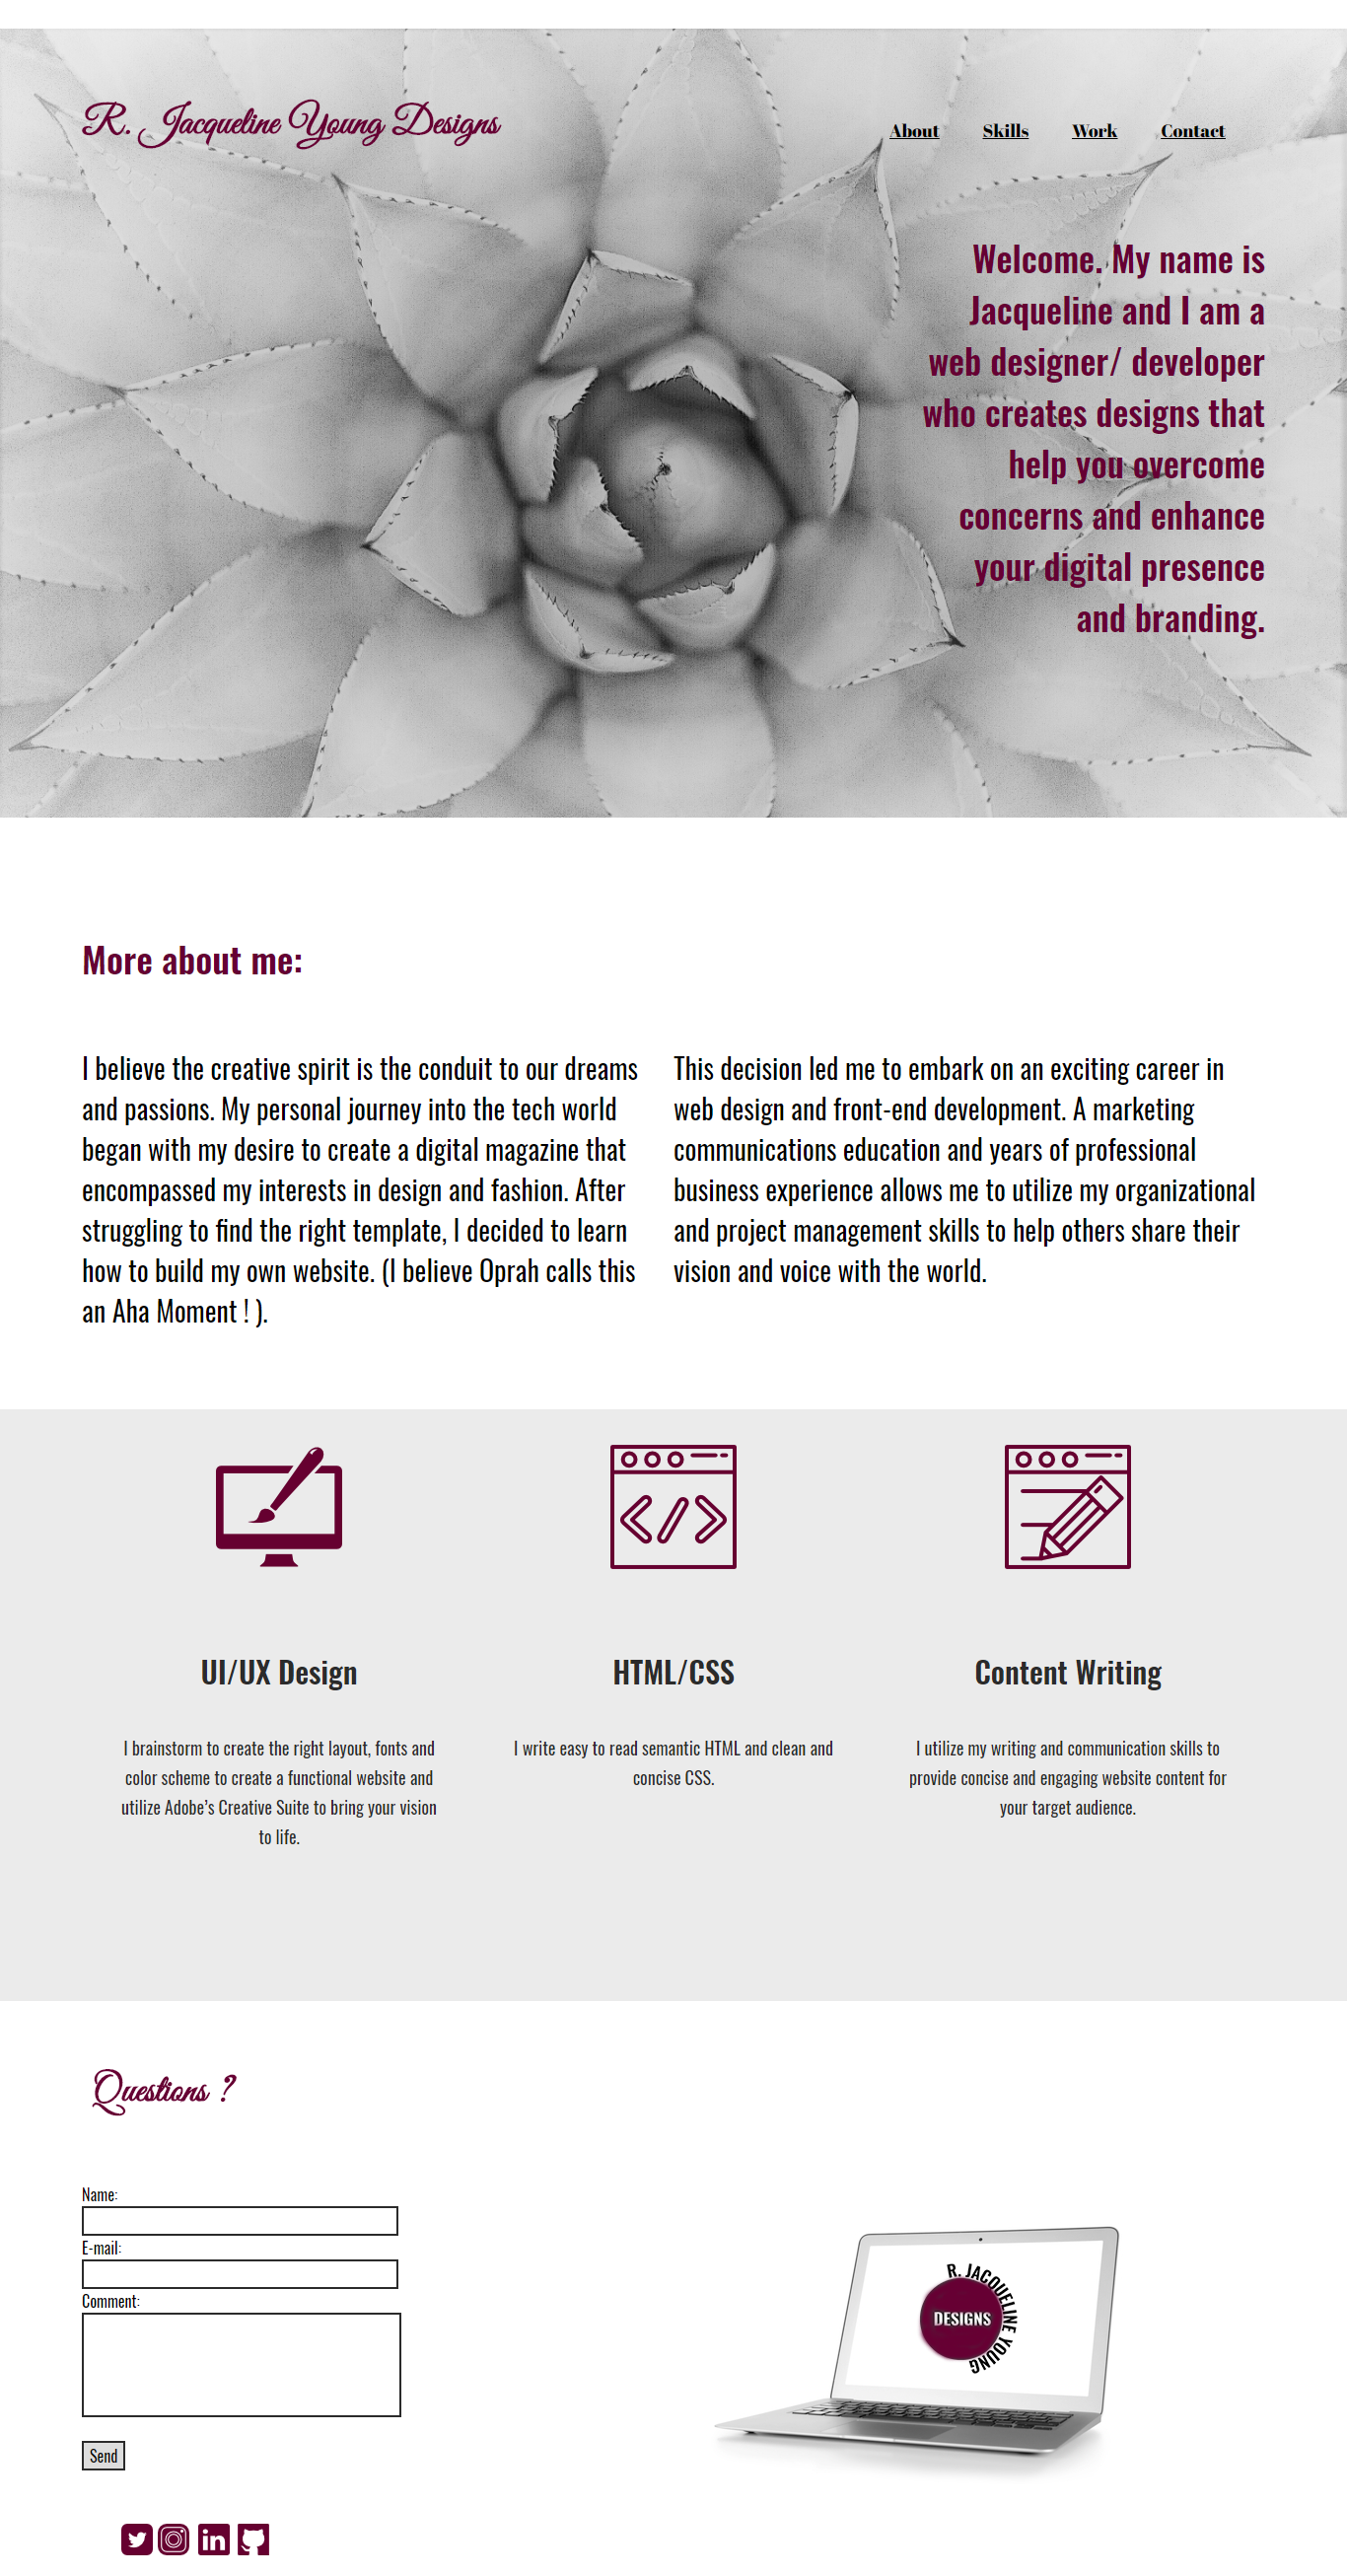 R. Jacqueline Young Designs
About Skills Work Contact
Welcome. My name is
Jacqueline and I am a
web designer/ developer
who creates designs that
help you overcome
concerns and enhance
your digital presence
and branding.
More about me:
I believe the creative spirit is the conduit to our dreams
and passions. My personal journey into the tech world
began with my desire to create a digital magazine that
encompassed my interests in design and fashion. After
struggling to find the right template, I decided to learn
how to build my own website. (I believe Oprah calls this
an Aha Moment ! ).
This decision led me to embark on an exciting career in
web design and front-end development. A marketing
communications education and years of professional
business experience allows me to utilize my organizational
and project management skills to help others share their
vision and voice with the world.
UI/UX Design
I brainstorm to create the right layout, fonts and
color scheme to create a functional website and
utilize Adobe’s Creative Suite to bring your vision
to life.
HTML/CSS
I write easy to read semantic HTML and clean and
concise CSS.
Content Writing
I utilize my writing and communication skills to
provide concise and engaging website content for
your target audience.
Questions ?
Name:
E-mail:
Comment:
Send
R. JACQUELINE YOUNG
DESIGNS
in